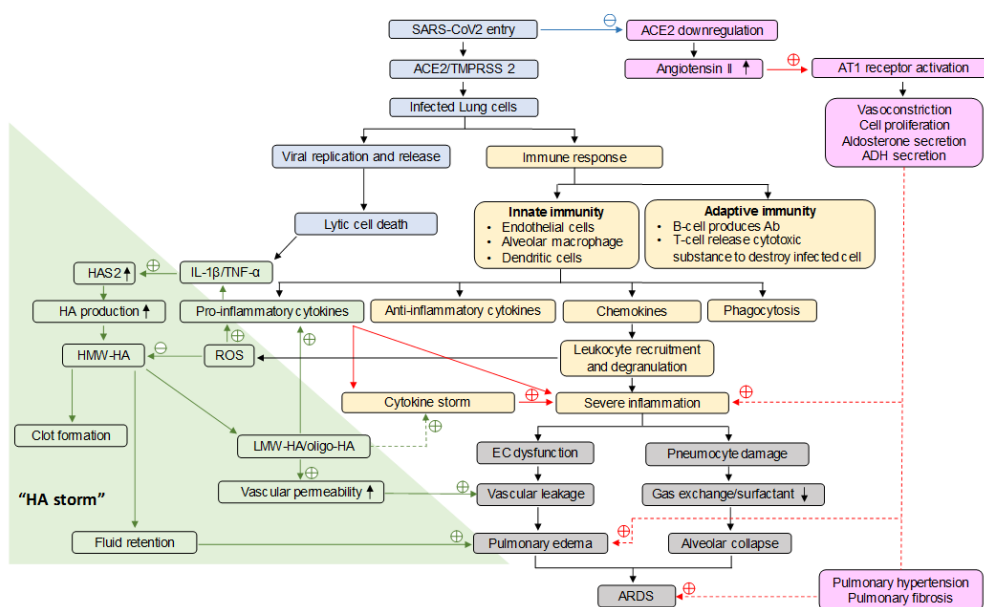 SARS-CoV2 entry
⊖
ACE2 downregulation
ACE2/TMPRSS 2
Angiotensin II ↑
⊕
AT1 receptor activation
Infected Lung cells
Vasoconstriction
Cell proliferation
Aldosterone secretion
ADH secretion
Viral replication and release
Immune response
Lytic cell death
Innate immunity
• Endothelial cells
• Alveolar macrophage
• Dendritic cells
Adaptive immunity
• B-cell produces Ab
• T-cell release cytotoxic
substance to destroy infected cell
HAS2 ↑
⊕
IL-1β/TNF-α
⊕
HA production ↑
Pro-inflammatory cytokines
Anti-inflammatory cytokines
Chemokines
Phagocytosis
⊕
⊕
HMW-HA
⊖
ROS
Leukocyte recruitment
and degranulation
Cytokine storm
⊕
Severe inflammation
⊕
Clot formation
LMW-HA/oligo-HA
⊕
EC dysfunction
Pneumocyte damage
⊕
"HA storm"
Vascular permeability ↑
⊕
Vascular leakage
Gas exchange/surfactant ↓
Fluid retention
⊕
Pulmonary edema
⊕
Alveolar collapse
ARDS
⊕
Pulmonary hypertension
Pulmonary fibrosis